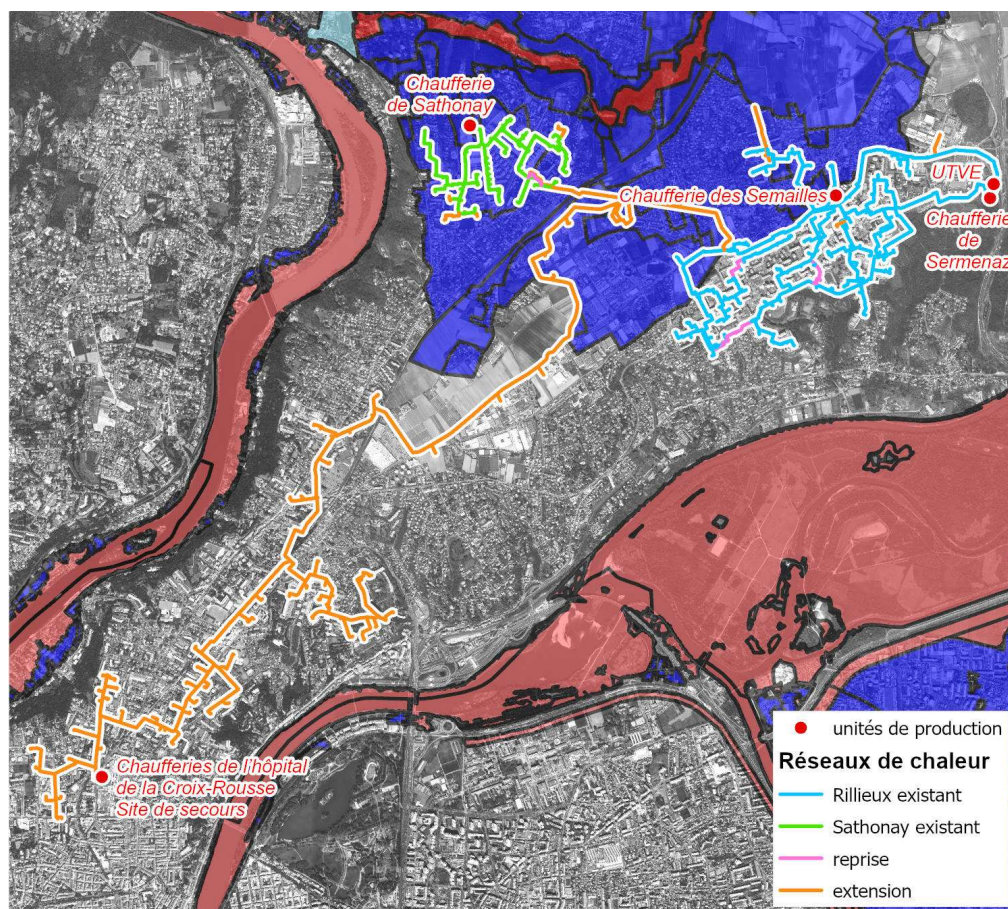 Chaufferie
de Sathonay
UTVE
Chaufferie des Semailles
Chaufferie
de
Sermenaz
Chaufferies de l'hôpital
de la Croix-Rousse
Site de secours
unités de production
Réseaux de chaleur
Rillieux existant
Sathonay existant
reprise
extension